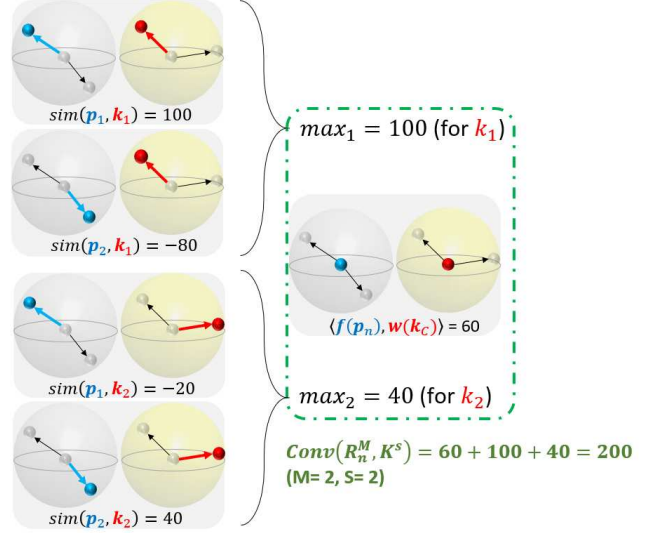 sim(p₁, k₁) = 100
sim(p₂, k₁) = −80
sim(p₁, k₂) = −20
sim(p₂, k₂) = 40
max₁ = 100 (for k₁)
⟨f(pₙ), w(k_C)⟩ = 60
max₂ = 40 (for k₂)
Conv(Rₙᴹ, Kˢ) = 60 + 100 + 40 = 200
(M= 2, S= 2)